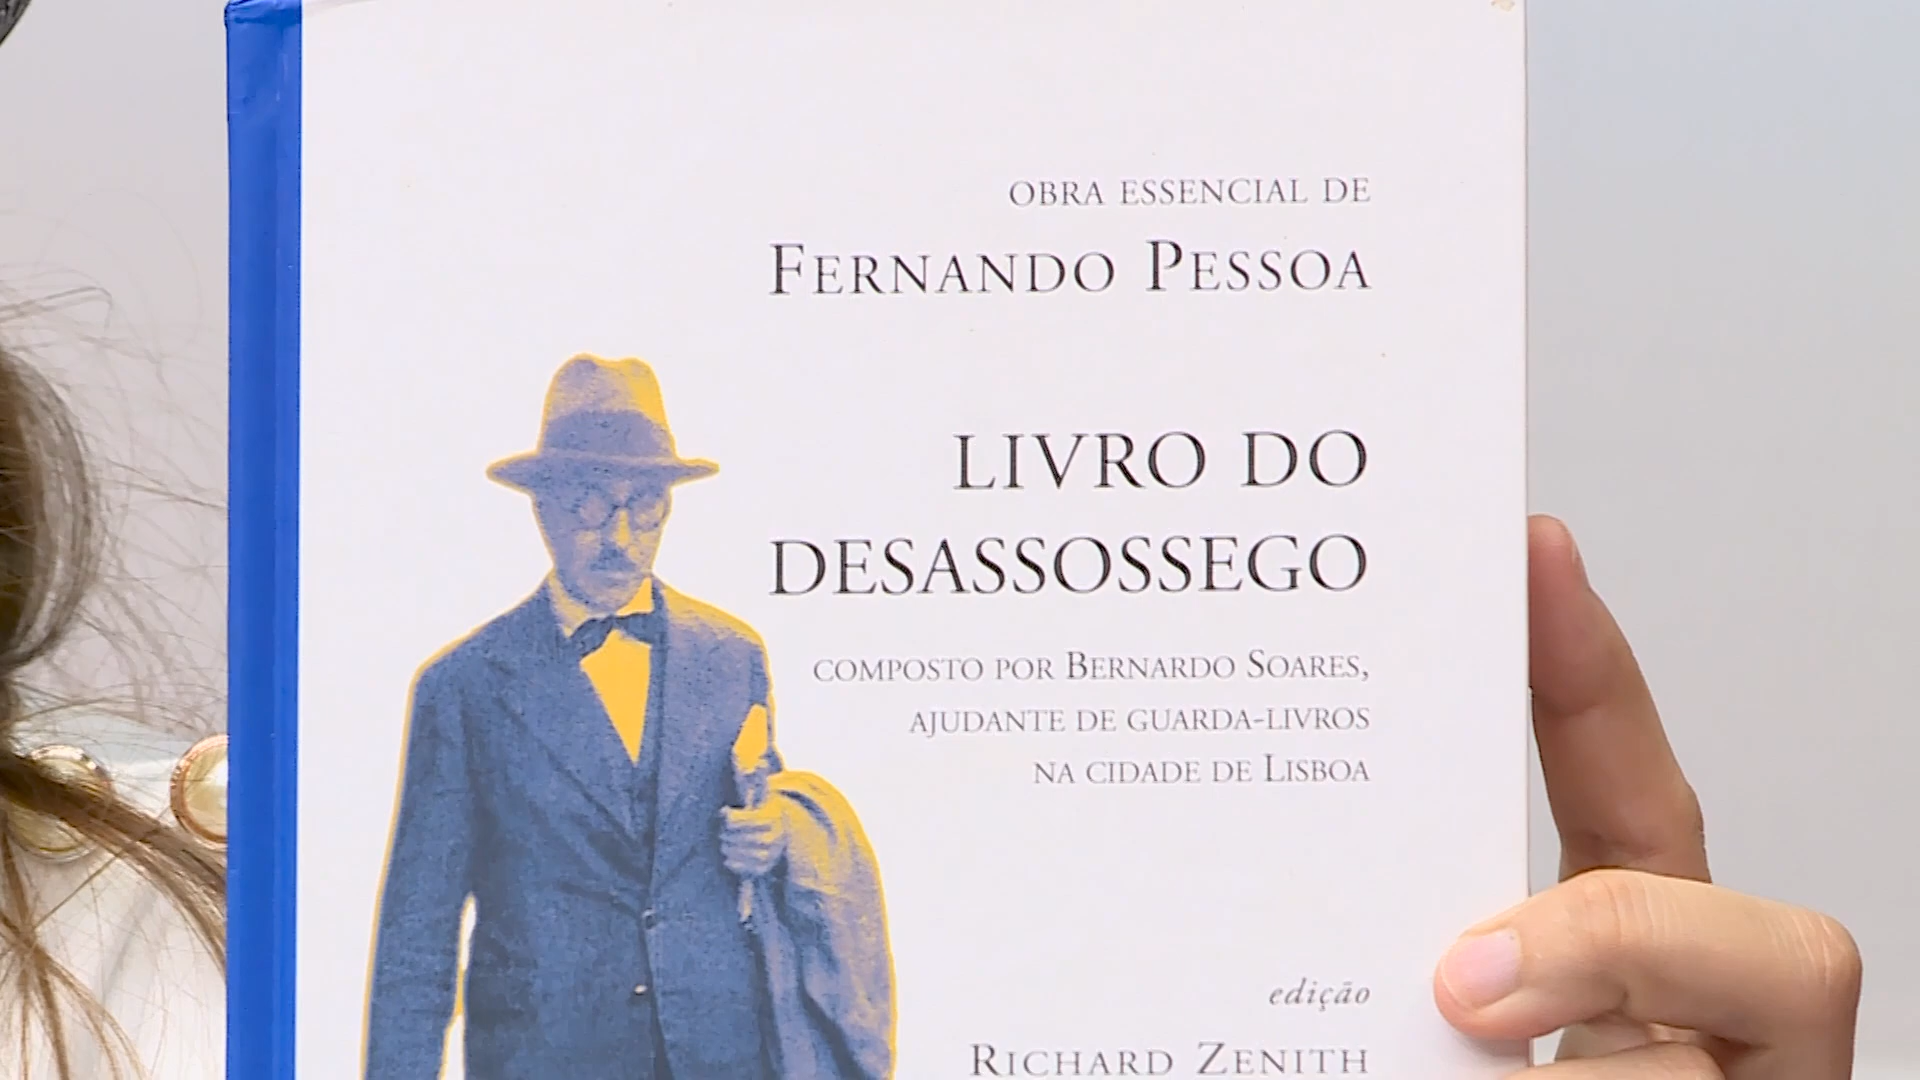 OBRA ESSENCIAL DE
FERNANDO PESSOA
LIVRO DO
DESASSOSSEGO
COMPOSTO POR BERNARDO SOARES,
AJUDANTE DE GUARDA-LIVROS
NA CIDADE DE LISBOA
edição
RICHARD ZENITH